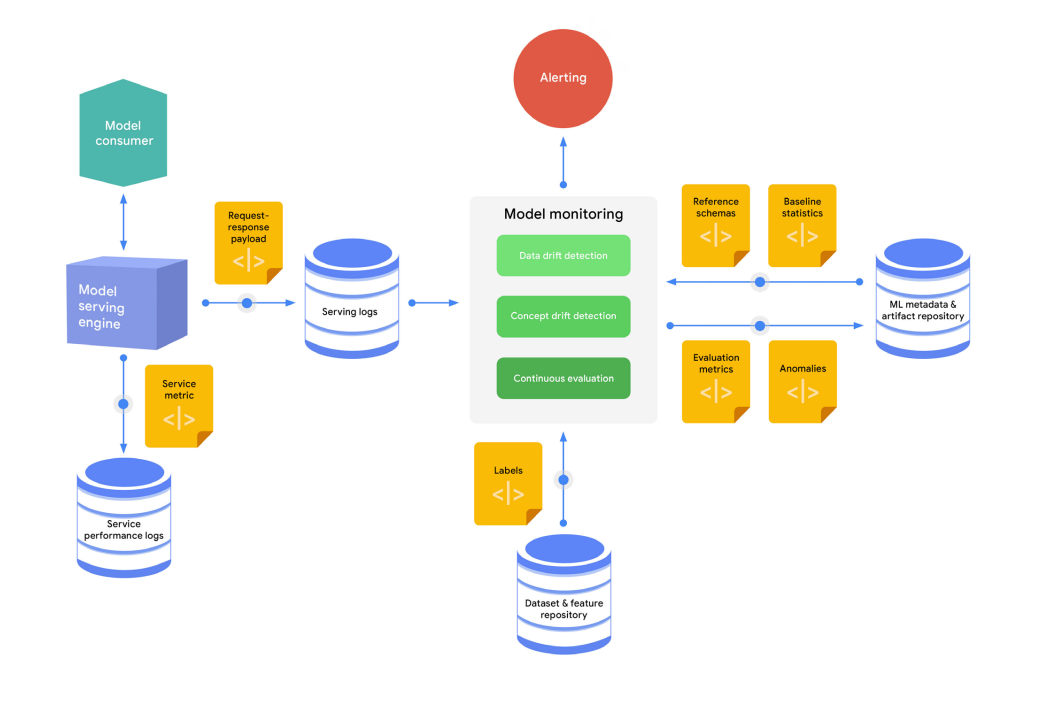 Alerting
Model
consumer
Request-
response
payload
</>
Model monitoring
Reference
schemas
</>
Baseline
statistics
</>
Data drift detection
Model
serving
engine
Serving logs
Concept drift detection
ML metadata &
artifact repository
Continuous evaluation
Evaluation
metrics
</>
Anomalies
</>
Service
metric
</>
Labels
</>
Service
performance logs
Dataset & feature
repository